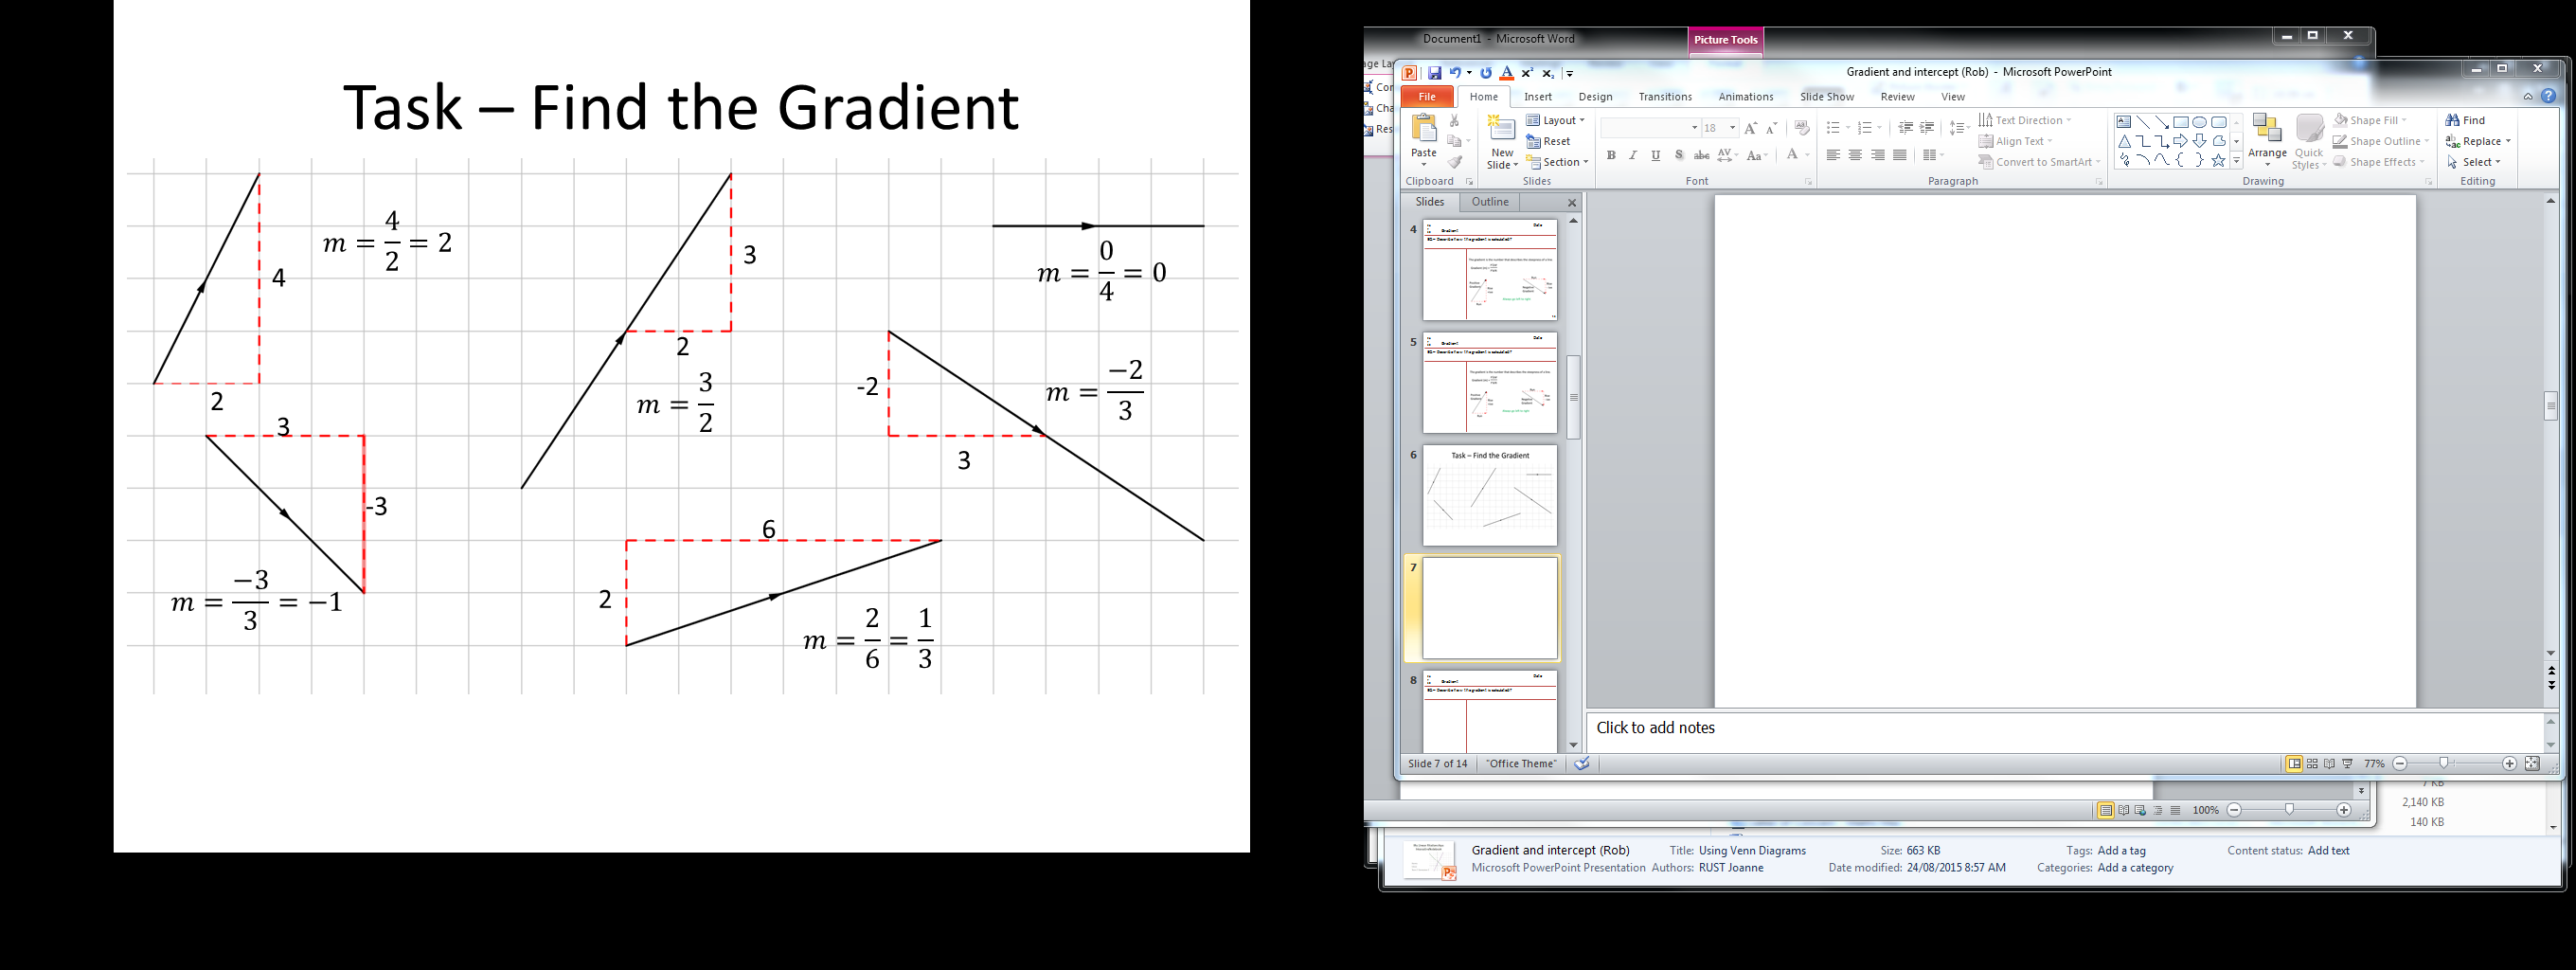 Task – Find the Gradient
m = 4/2 = 2
4
2
3
2
m = 3/2
m = 0/4 = 0
-2
3
m = −2/3
3
-3
m = −3/3 = −1
6
2
m = 2/6 = 1/3
Document1 - Microsoft Word
Picture Tools
Gradient and intercept (Rob) - Microsoft PowerPoint
File Home Insert Design Transitions Animations Slide Show Review View
Paste
New Slide
Layout
Reset
Section
18
Text Direction
Align Text
Convert to SmartArt
Arrange
Quick Styles
Shape Fill
Shape Outline
Shape Effects
Find
Replace
Select
Clipboard Slides Font Paragraph Drawing Editing
Slides Outline
4
5
6
Task – Find the Gradient
7
8
Click to add notes
Slide 7 of 14 "Office Theme" 77%
100%
2,140 KB
140 KB
Gradient and intercept (Rob) Title: Using Venn Diagrams Size: 663 KB Tags: Add a tag Content status: Add text
Microsoft PowerPoint Presentation Authors: RUST Joanne Date modified: 24/08/2015 8:57 AM Categories: Add a category